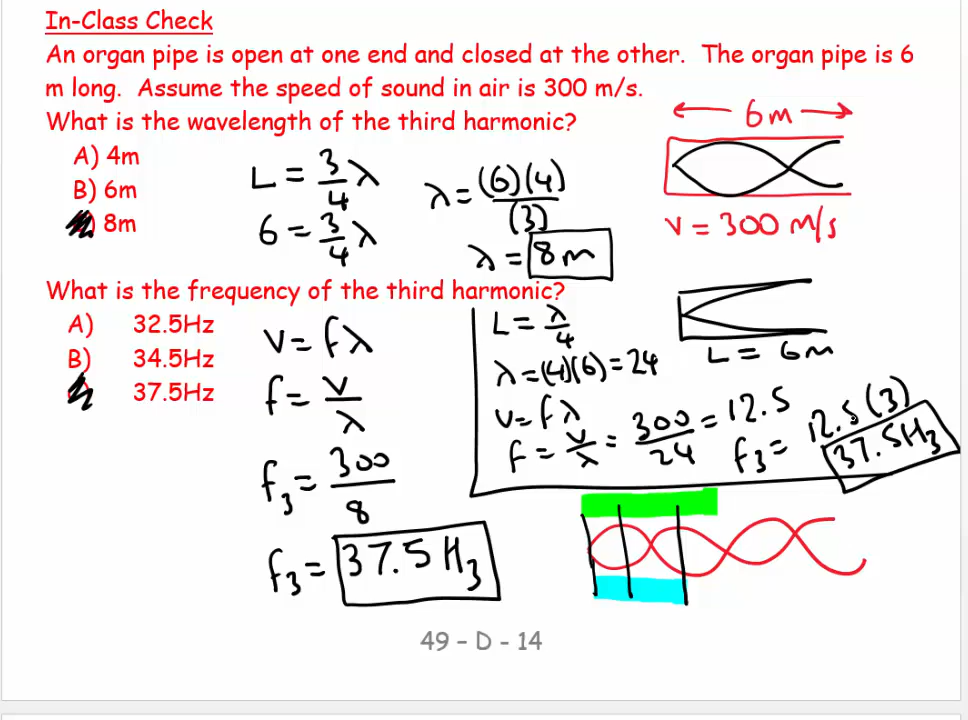 In-Class Check
An organ pipe is open at one end and closed at the other. The organ pipe is 6
m long. Assume the speed of sound in air is 300 m/s.
What is the wavelength of the third harmonic?
A) 4m
B) 6m
) 8m
L = 3/4 λ
6 = 3/4 λ
λ = (6)(4)/(3)
λ = 8m
6m
V = 300 m/s
What is the frequency of the third harmonic?
A) 32.5Hz
B) 34.5Hz
37.5Hz
V = fλ
f = V/λ
f3 = 300/8
f3 = 37.5 Hz
L = λ/4
λ = (4)(6) = 24
V = fλ
F = V/λ = 300/24 = 12.5
L = 6m
f3 = 12.5(3)
37.5Hz
49 – D - 14